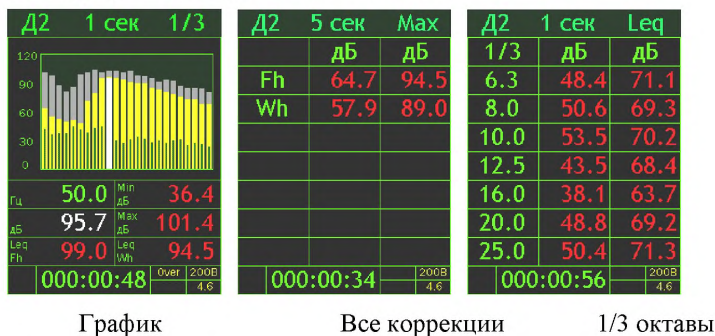 Д2 1 сек 1/3
120
90
60
30
0
Гц 50.0 Min дБ 36.4
дБ 95.7 Max дБ 101.4
Leq Fh 99.0 Leq Wh 94.5
000:00:48 Over 200В 4.6
График
Д2 5 сек Max
дБ дБ
Fh 64.7 94.5
Wh 57.9 89.0
000:00:34 200В 4.6
Все коррекции
Д2 1 сек Leq
1/3 дБ дБ
6.3 48.4 71.1
8.0 50.6 69.3
10.0 53.5 70.2
12.5 43.5 68.4
16.0 38.1 63.7
20.0 48.8 69.2
25.0 50.4 71.3
000:00:56 200В 4.6
1/3 октавы